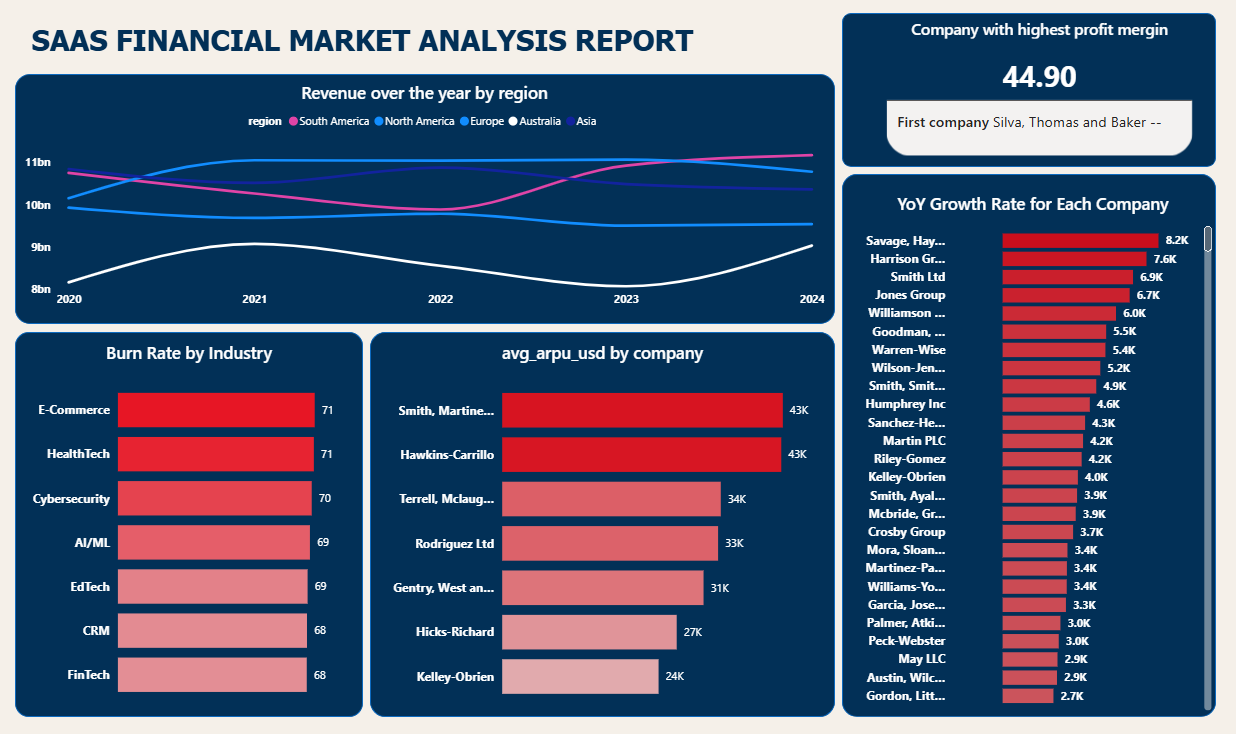 SAAS FINANCIAL MARKET ANALYSIS REPORT
Company with highest profit mergin
44.90
First company Silva, Thomas and Baker --
Revenue over the year by region
region South America North America Europe Australia Asia
11bn
10bn
9bn
8bn
2020 2021 2022 2023 2024
Burn Rate by Industry
E-Commerce 71
HealthTech 71
Cybersecurity 70
AI/ML 69
EdTech 69
CRM 68
FinTech 68
avg_arpu_usd by company
Smith, Martine... 43K
Hawkins-Carrillo 43K
Terrell, Mclaug... 34K
Rodriguez Ltd 33K
Gentry, West an... 31K
Hicks-Richard 27K
Kelley-Obrien 24K
YoY Growth Rate for Each Company
Savage, Hay... 8.2K
Harrison Gr... 7.6K
Smith Ltd 6.9K
Jones Group 6.7K
Williamson ... 6.0K
Goodman, ... 5.5K
Warren-Wise 5.4K
Wilson-Jen... 5.2K
Smith, Smit... 4.9K
Humphrey Inc 4.6K
Sanchez-He... 4.3K
Martin PLC 4.2K
Riley-Gomez 4.2K
Kelley-Obrien 4.0K
Smith, Ayal... 3.9K
Mcbride, Gr... 3.9K
Crosby Group 3.7K
Mora, Sloan... 3.4K
Martinez-Pa... 3.4K
Williams-Yo... 3.4K
Garcia, Jose... 3.3K
Palmer, Atki... 3.0K
Peck-Webster 3.0K
May LLC 2.9K
Austin, Wilc... 2.9K
Gordon, Litt... 2.7K